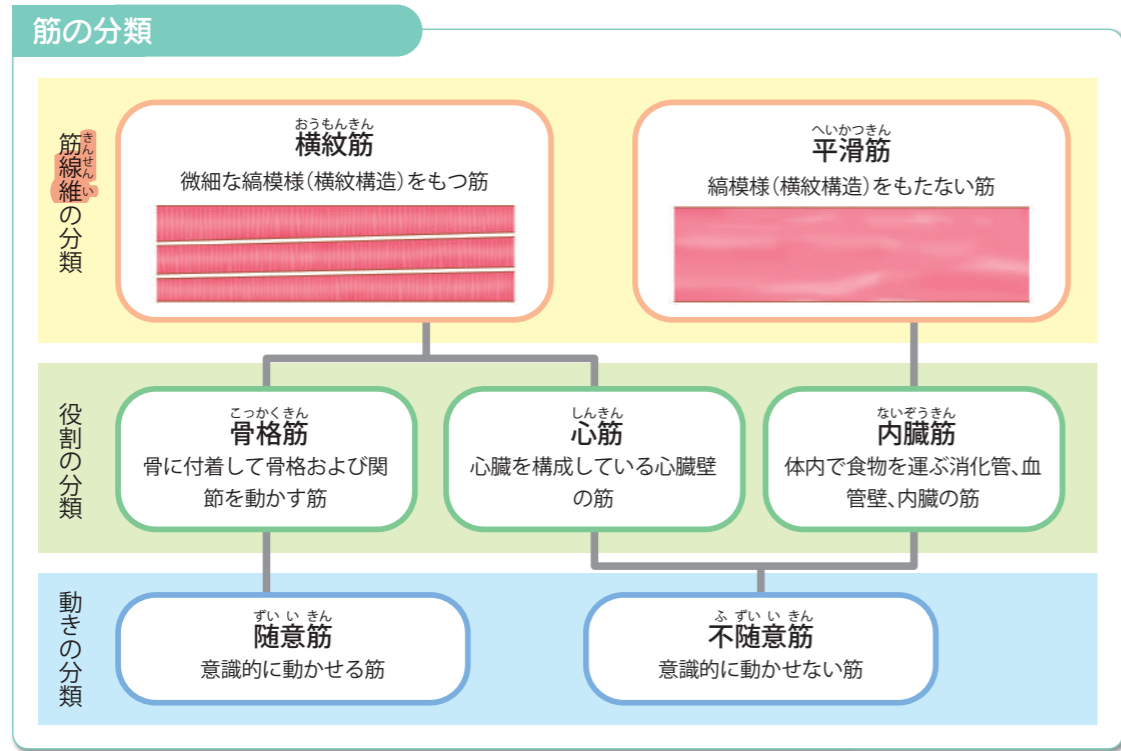 筋の分類
筋線維の分類
きんせんい
おうもんきん
横紋筋
微細な縞模様(横紋構造)をもつ筋
へいかつきん
平滑筋
縞模様(横紋構造)をもたない筋
役割の分類
こっかくきん
骨格筋
骨に付着して骨格および関
節を動かす筋
しんきん
心筋
心臓を構成している心臓壁
の筋
ないぞうきん
内臓筋
体内で食物を運ぶ消化管、血
管壁、内臓の筋
動きの分類
ずいいきん
随意筋
意識的に動かせる筋
ふずいいきん
不随意筋
意識的に動かせない筋